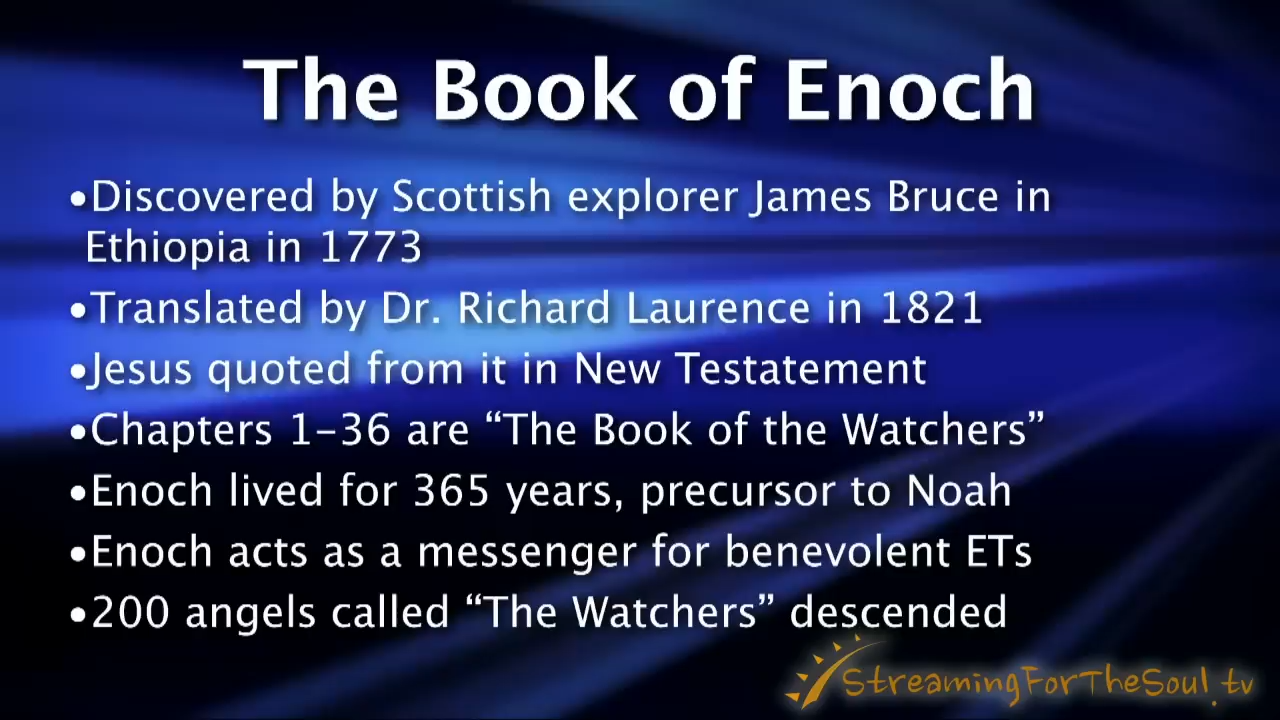 The Book of Enoch
•Discovered by Scottish explorer James Bruce in
Ethiopia in 1773
•Translated by Dr. Richard Laurence in 1821
•Jesus quoted from it in New Testatement
•Chapters 1-36 are “The Book of the Watchers”
•Enoch lived for 365 years, precursor to Noah
•Enoch acts as a messenger for benevolent ETs
•200 angels called “The Watchers” descended
StreamingForTheSoul.tv